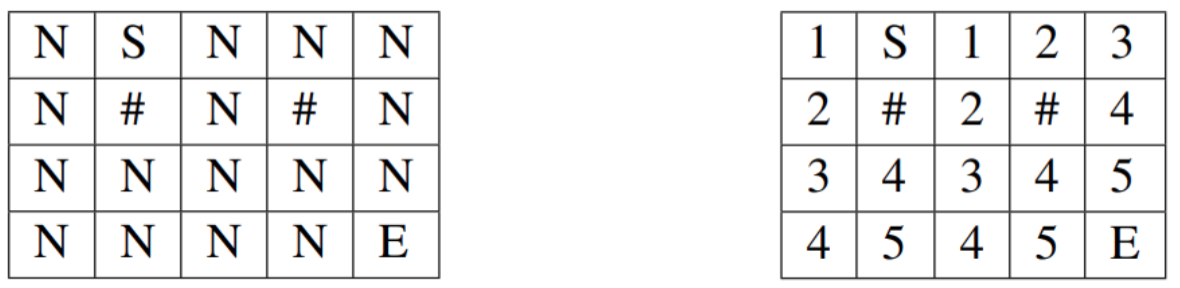 N S N N N
N # N # N
N N N N N
N N N N E
1 S 1 2 3
2 # 2 # 4
3 4 3 4 5
4 5 4 5 E